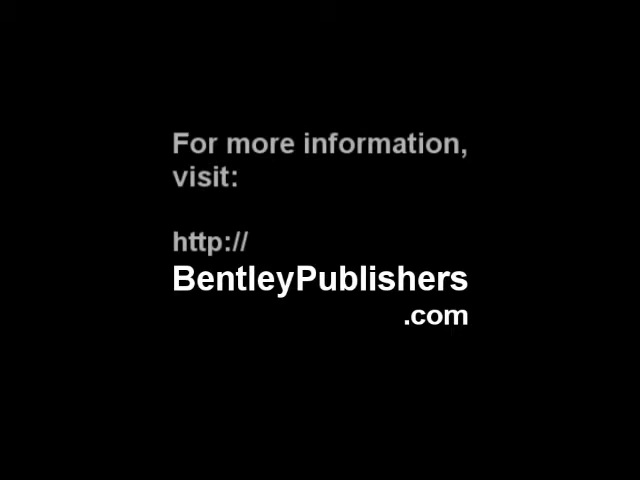 For more information,
visit:
http://
BentleyPublishers
.com